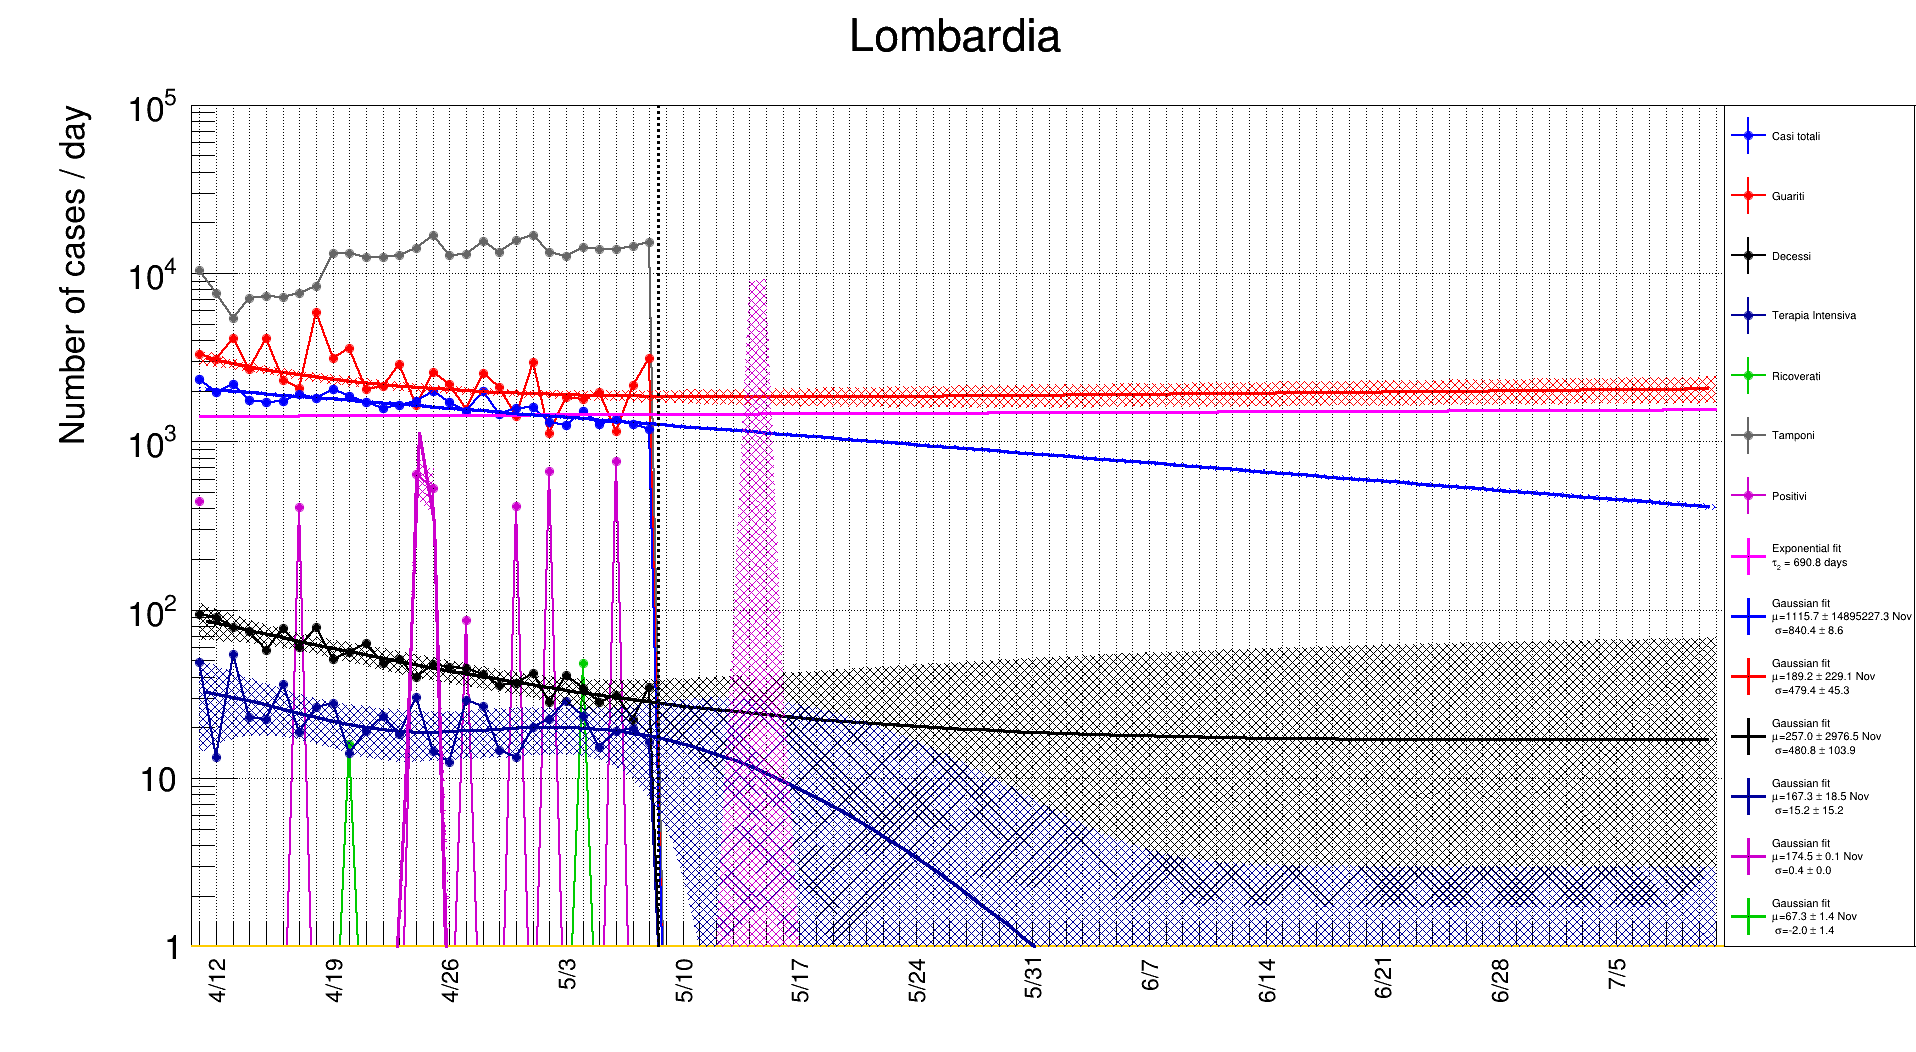 Lombardia
Number of cases / day
10^5
10^4
10^3
10^2
10
1
4/12
4/19
4/26
5/3
5/10
5/17
5/24
5/31
6/7
6/14
6/21
6/28
7/5
Casi totali
Guariti
Decessi
Terapia Intensiva
Ricoverati
Tamponi
Positivi
Exponential fit
τ_2 = 690.8 days
Gaussian fit
μ=1115.7 ± 14895227.3 Nov
σ=840.4 ± 8.6
Gaussian fit
μ=189.2 ± 229.1 Nov
σ=479.4 ± 45.3
Gaussian fit
μ=257.0 ± 2976.5 Nov
σ=480.8 ± 103.9
Gaussian fit
μ=167.3 ± 18.5 Nov
σ=15.2 ± 15.2
Gaussian fit
μ=174.5 ± 0.1 Nov
σ=0.4 ± 0.0
Gaussian fit
μ=67.3 ± 1.4 Nov
σ=-2.0 ± 1.4